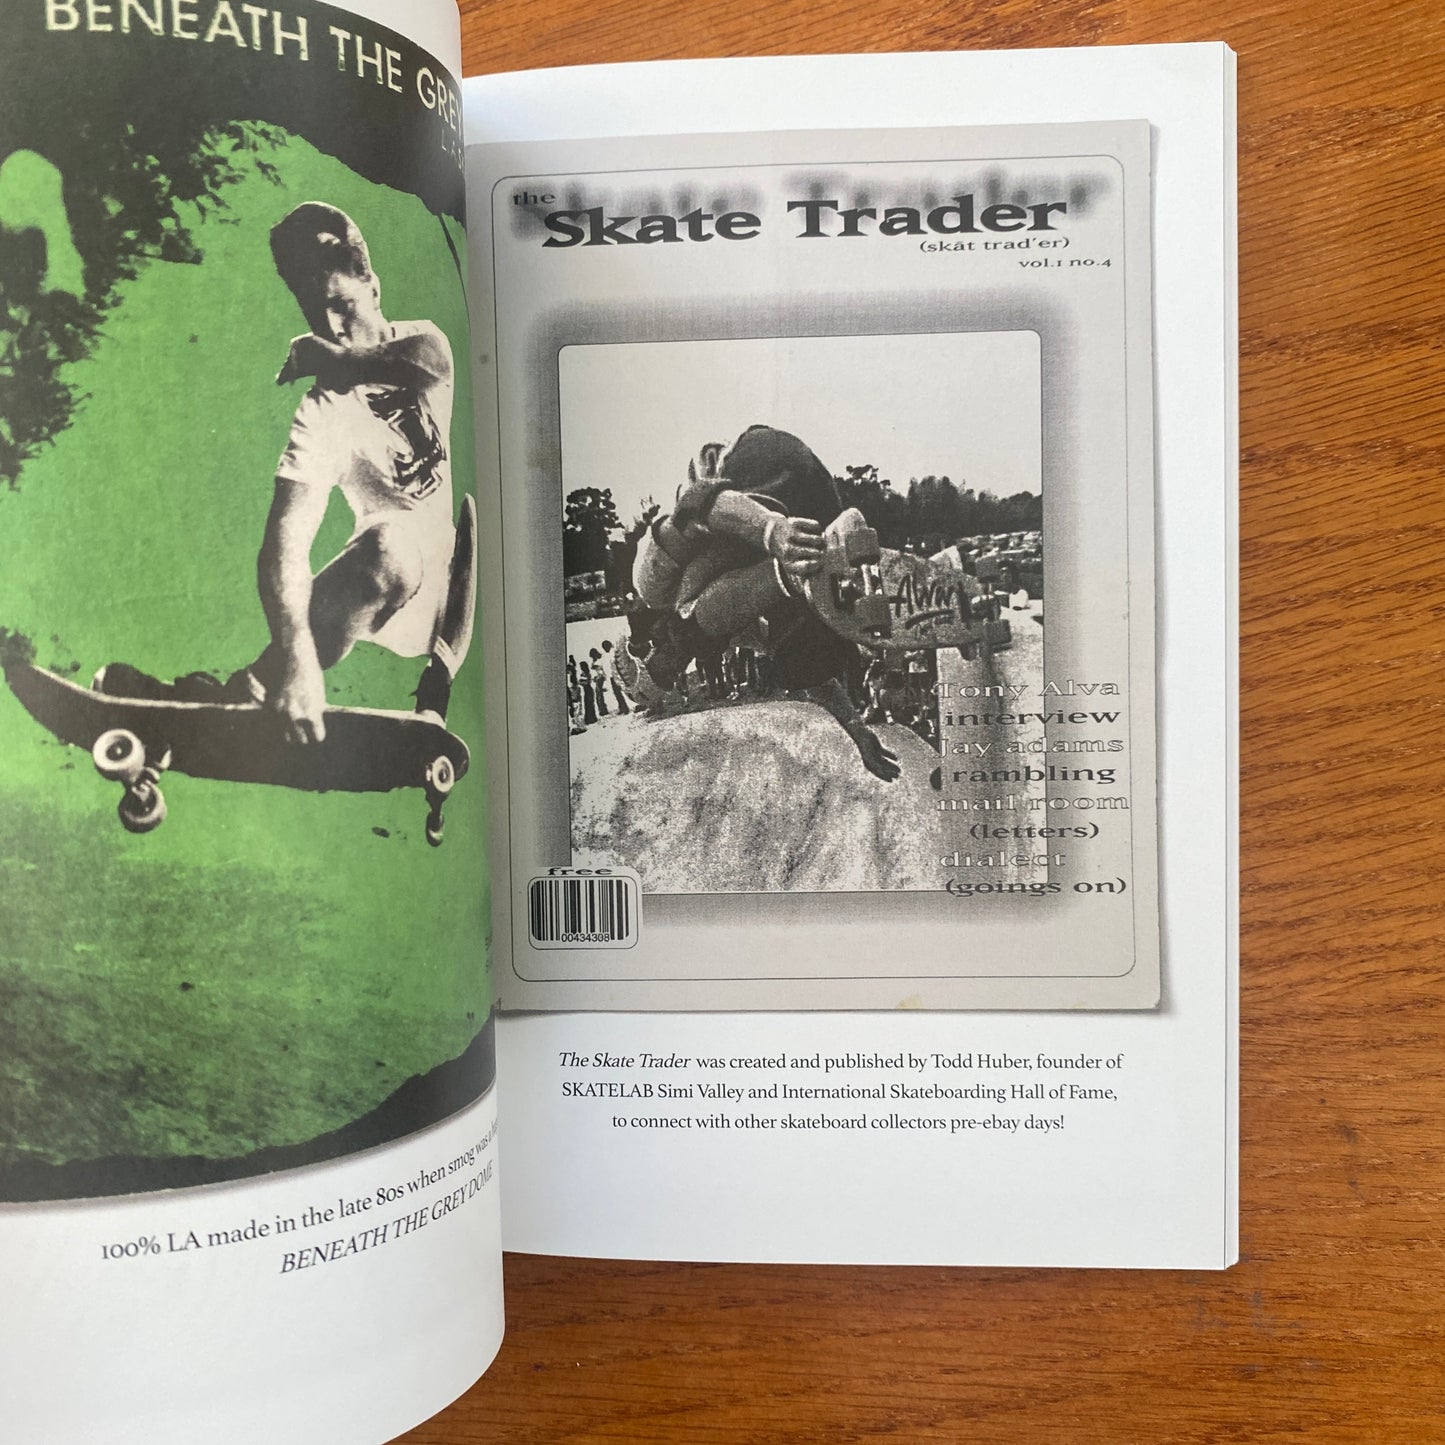 BENEATH THE GREY
100% LA made in the late 80s when smog was a
BENEATH THE GREY DOME
the
Skate Trader
(skāt trad'er)
vol.1 no.4
Alva
Tony Alva
interview
Jay adams
rambling
mail room
(letters)
dialect
(goings on)
free
00434308
The Skate Trader was created and published by Todd Huber, founder of
SKATELAB Simi Valley and International Skateboarding Hall of Fame,
to connect with other skateboard collectors pre-ebay days!